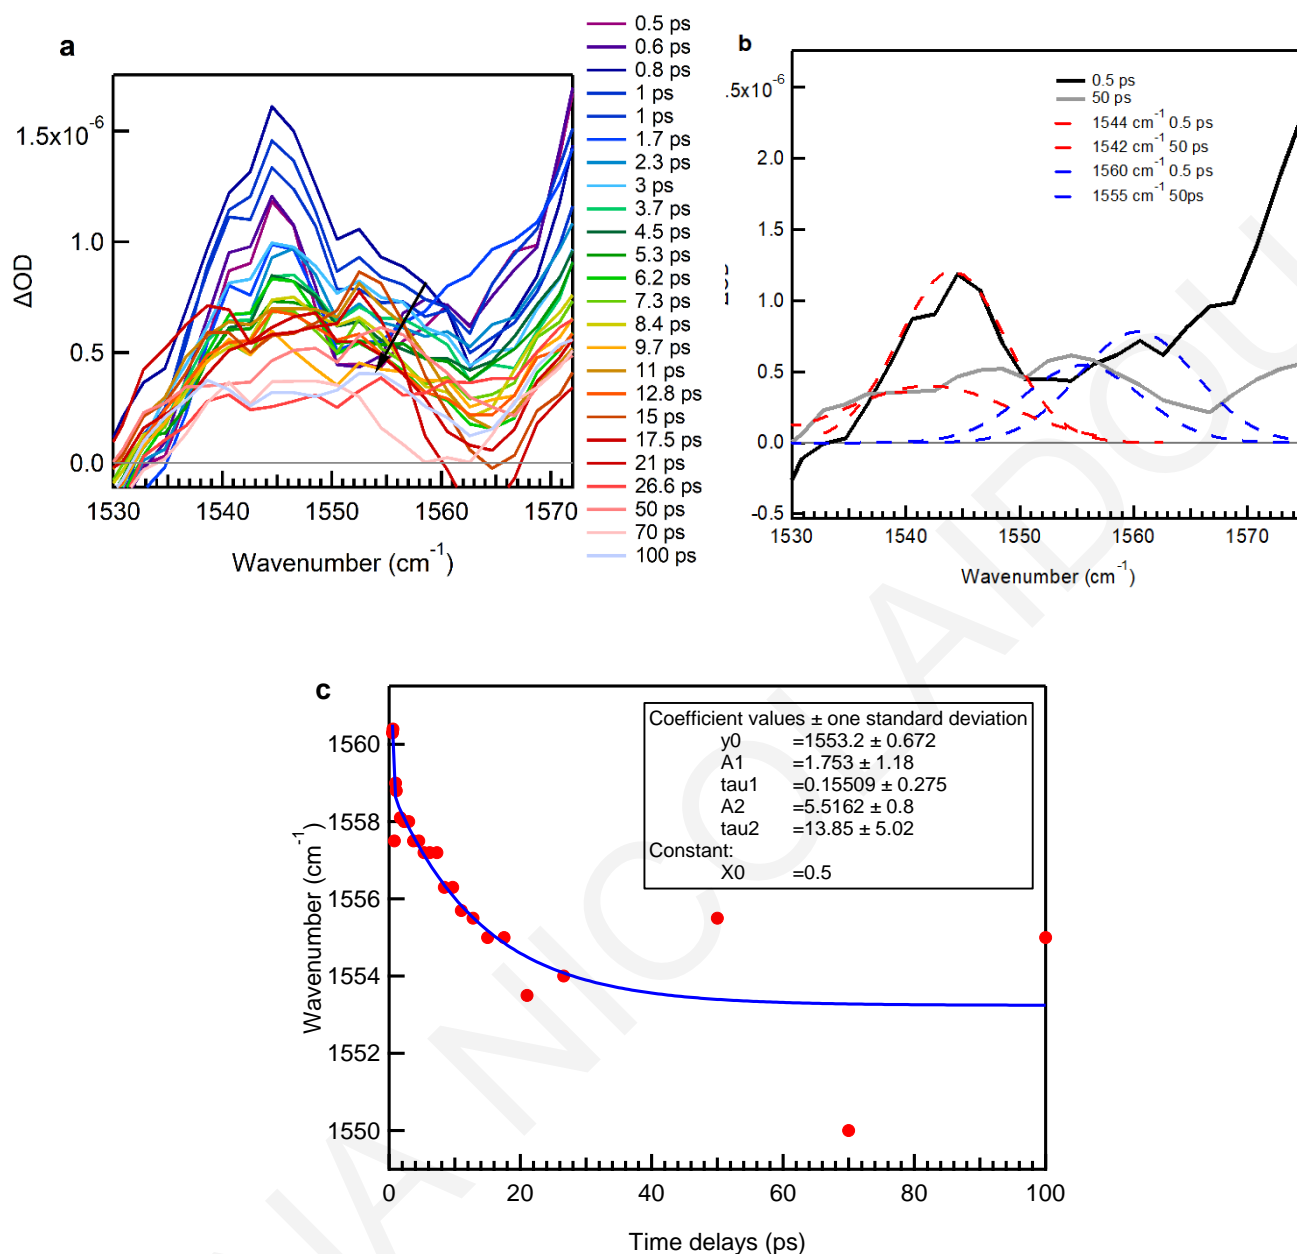 a
0.5 ps
0.6 ps
0.8 ps
1 ps
1 ps
1.7 ps
2.3 ps
3 ps
3.7 ps
4.5 ps
5.3 ps
6.2 ps
7.3 ps
8.4 ps
9.7 ps
11 ps
12.8 ps
15 ps
17.5 ps
21 ps
26.6 ps
50 ps
70 ps
100 ps
1.5x10-6
1.0
0.5
0.0
ΔOD
1530 1540 1550 1560 1570
Wavenumber (cm-1)
b
0.5 ps
50 ps
1544 cm-1 0.5 ps
1542 cm-1 50 ps
1560 cm-1 0.5 ps
1555 cm-1 50ps
.5x10-6
2.0
1.5
1.0
0.5
0.0
-0.5
1530 1540 1550 1560 1570
Wavenumber (cm-1)
c
Coefficient values ± one standard deviation
y0 =1553.2 ± 0.672
A1 =1.753 ± 1.18
tau1 =0.15509 ± 0.275
A2 =5.5162 ± 0.8
tau2 =13.85 ± 5.02
Constant:
X0 =0.5
1560
1558
1556
1554
1552
1550
Wavenumber (cm-1)
0 20 40 60 80 100
Time delays (ps)